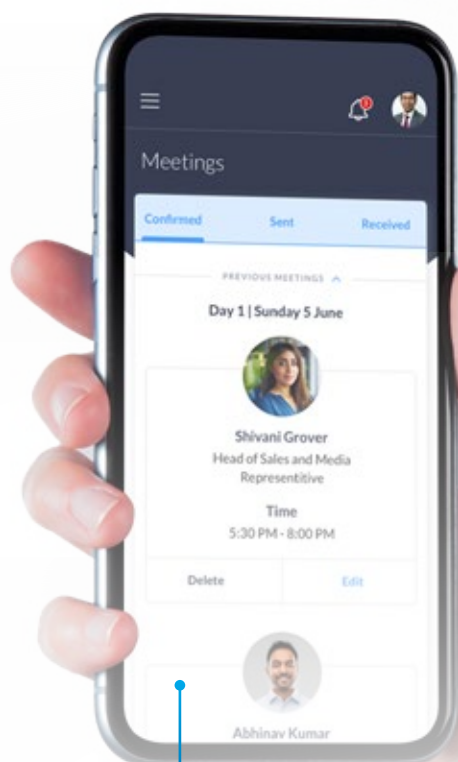 Meetings
Confirmed Sent Received
PREVIOUS MEETINGS
Day 1 | Sunday 5 June
Shivani Grover
Head of Sales and Media
Representitive
Time
5:30 PM - 8:00 PM
Delete Edit
Abhinav Kumar